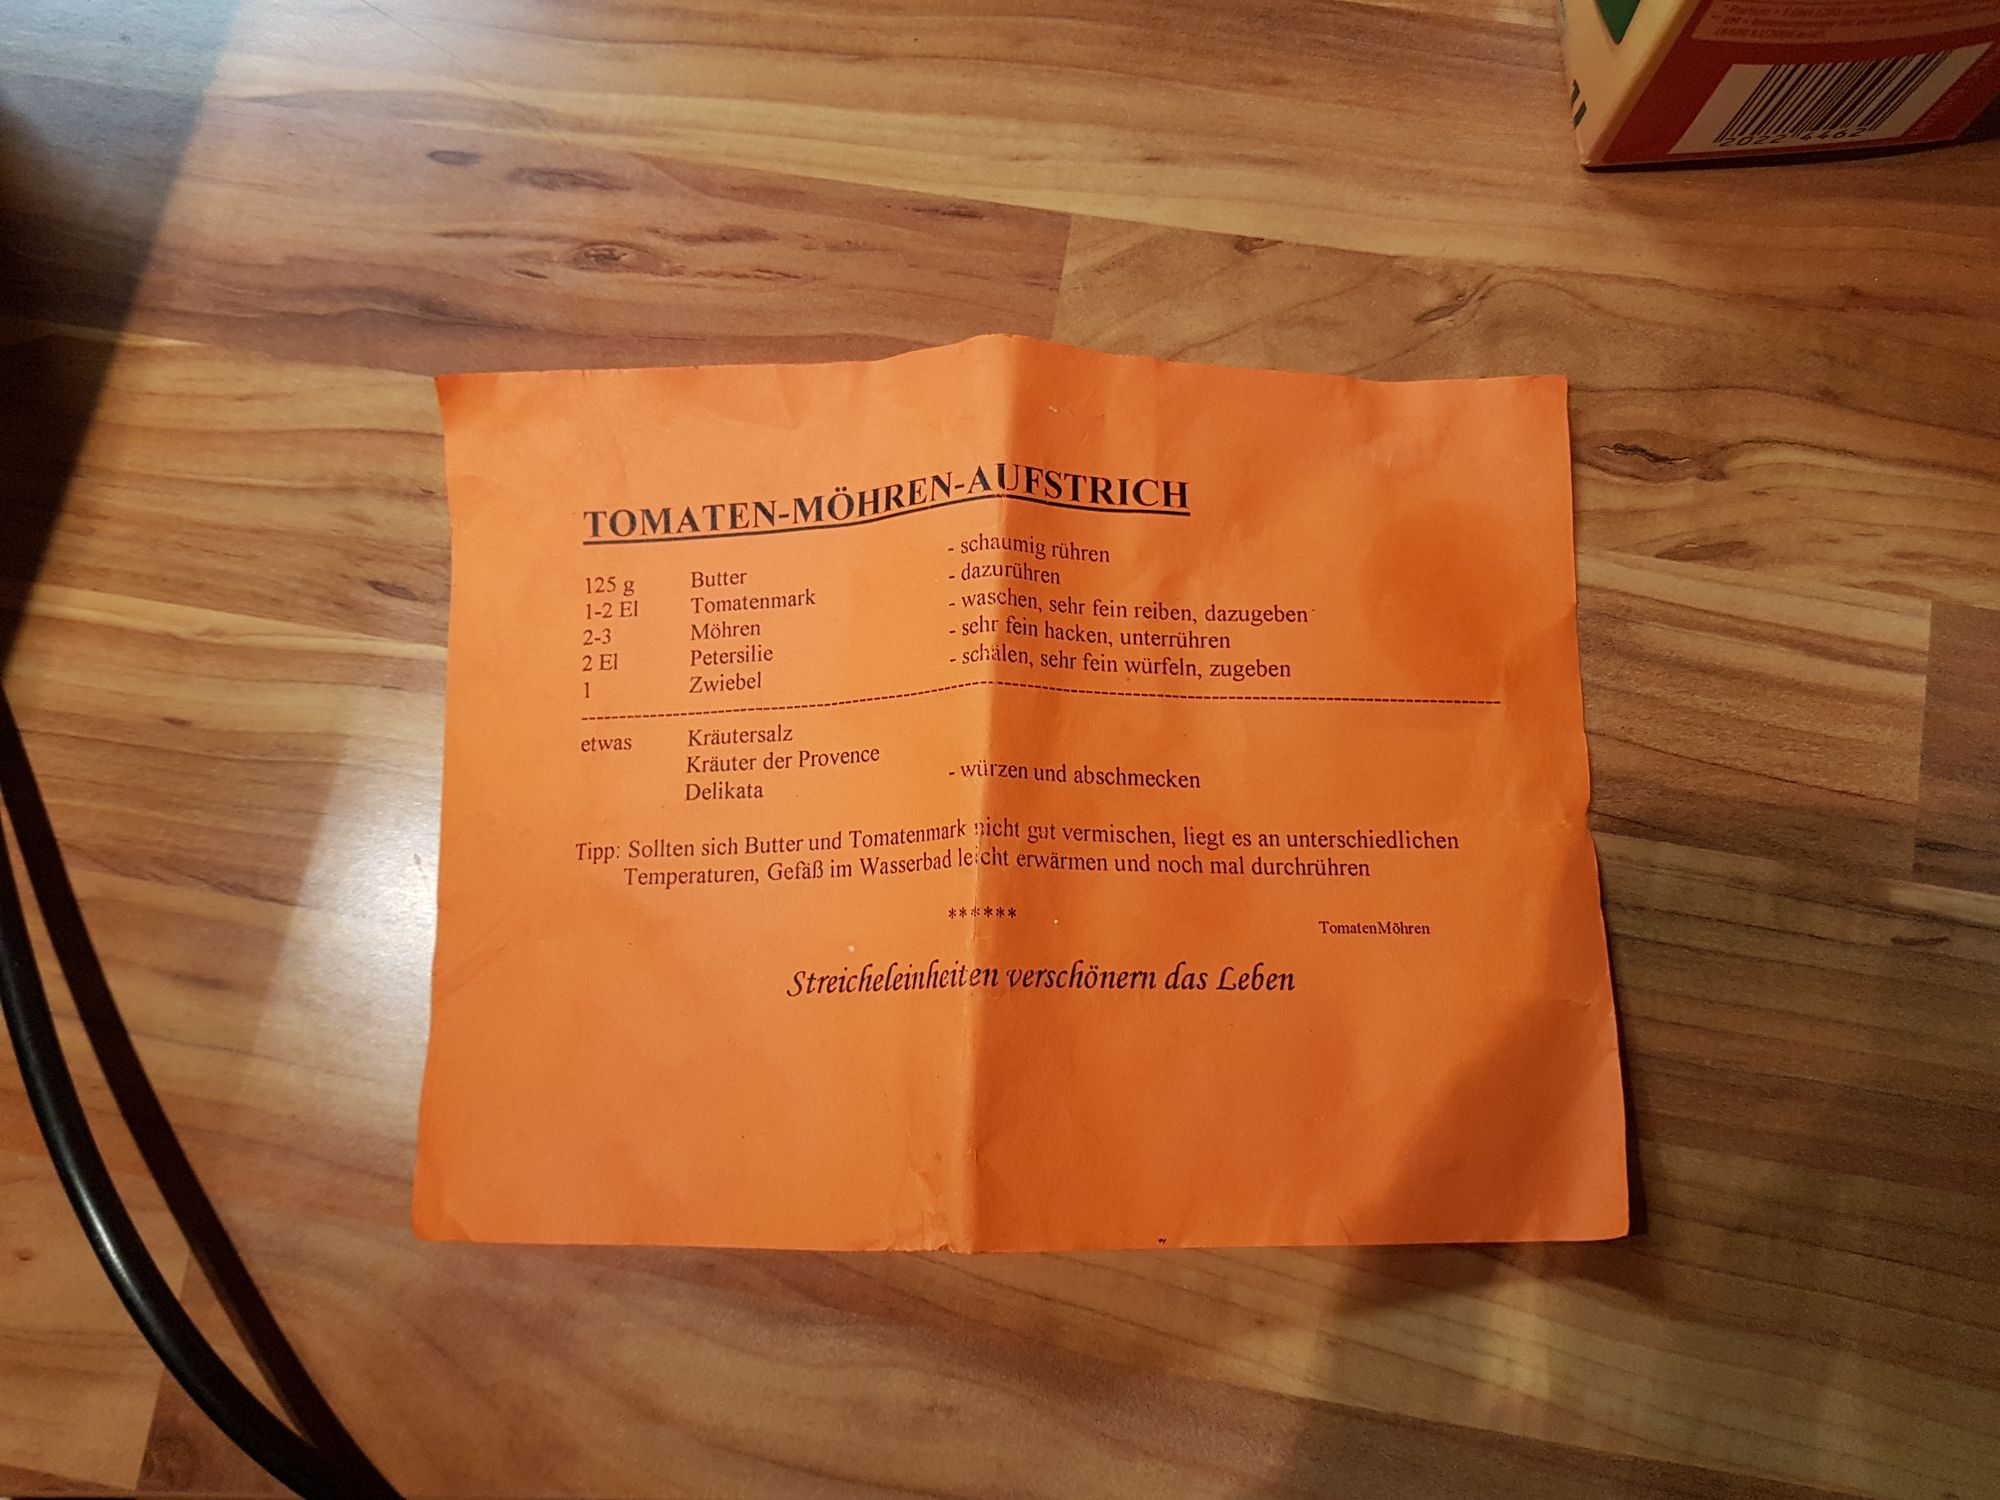 2022 4462
TOMATEN-MÖHREN-AUFSTRICH
125 g Butter - schaumig rühren
1-2 El Tomatenmark - dazurühren
2-3 Möhren - waschen, sehr fein reiben, dazugeben
2 El Petersilie - sehr fein hacken, unterrühren
1 Zwiebel - schälen, sehr fein würfeln, zugeben
--------------------------------------------------------------------------------
etwas Kräutersalz
Kräuter der Provence
Delikata - würzen und abschmecken
Tipp: Sollten sich Butter und Tomatenmark nicht gut vermischen, liegt es an unterschiedlichen
Temperaturen, Gefäß im Wasserbad leicht erwärmen und noch mal durchrühren
******
TomatenMöhren
Streicheleinheiten verschönern das Leben